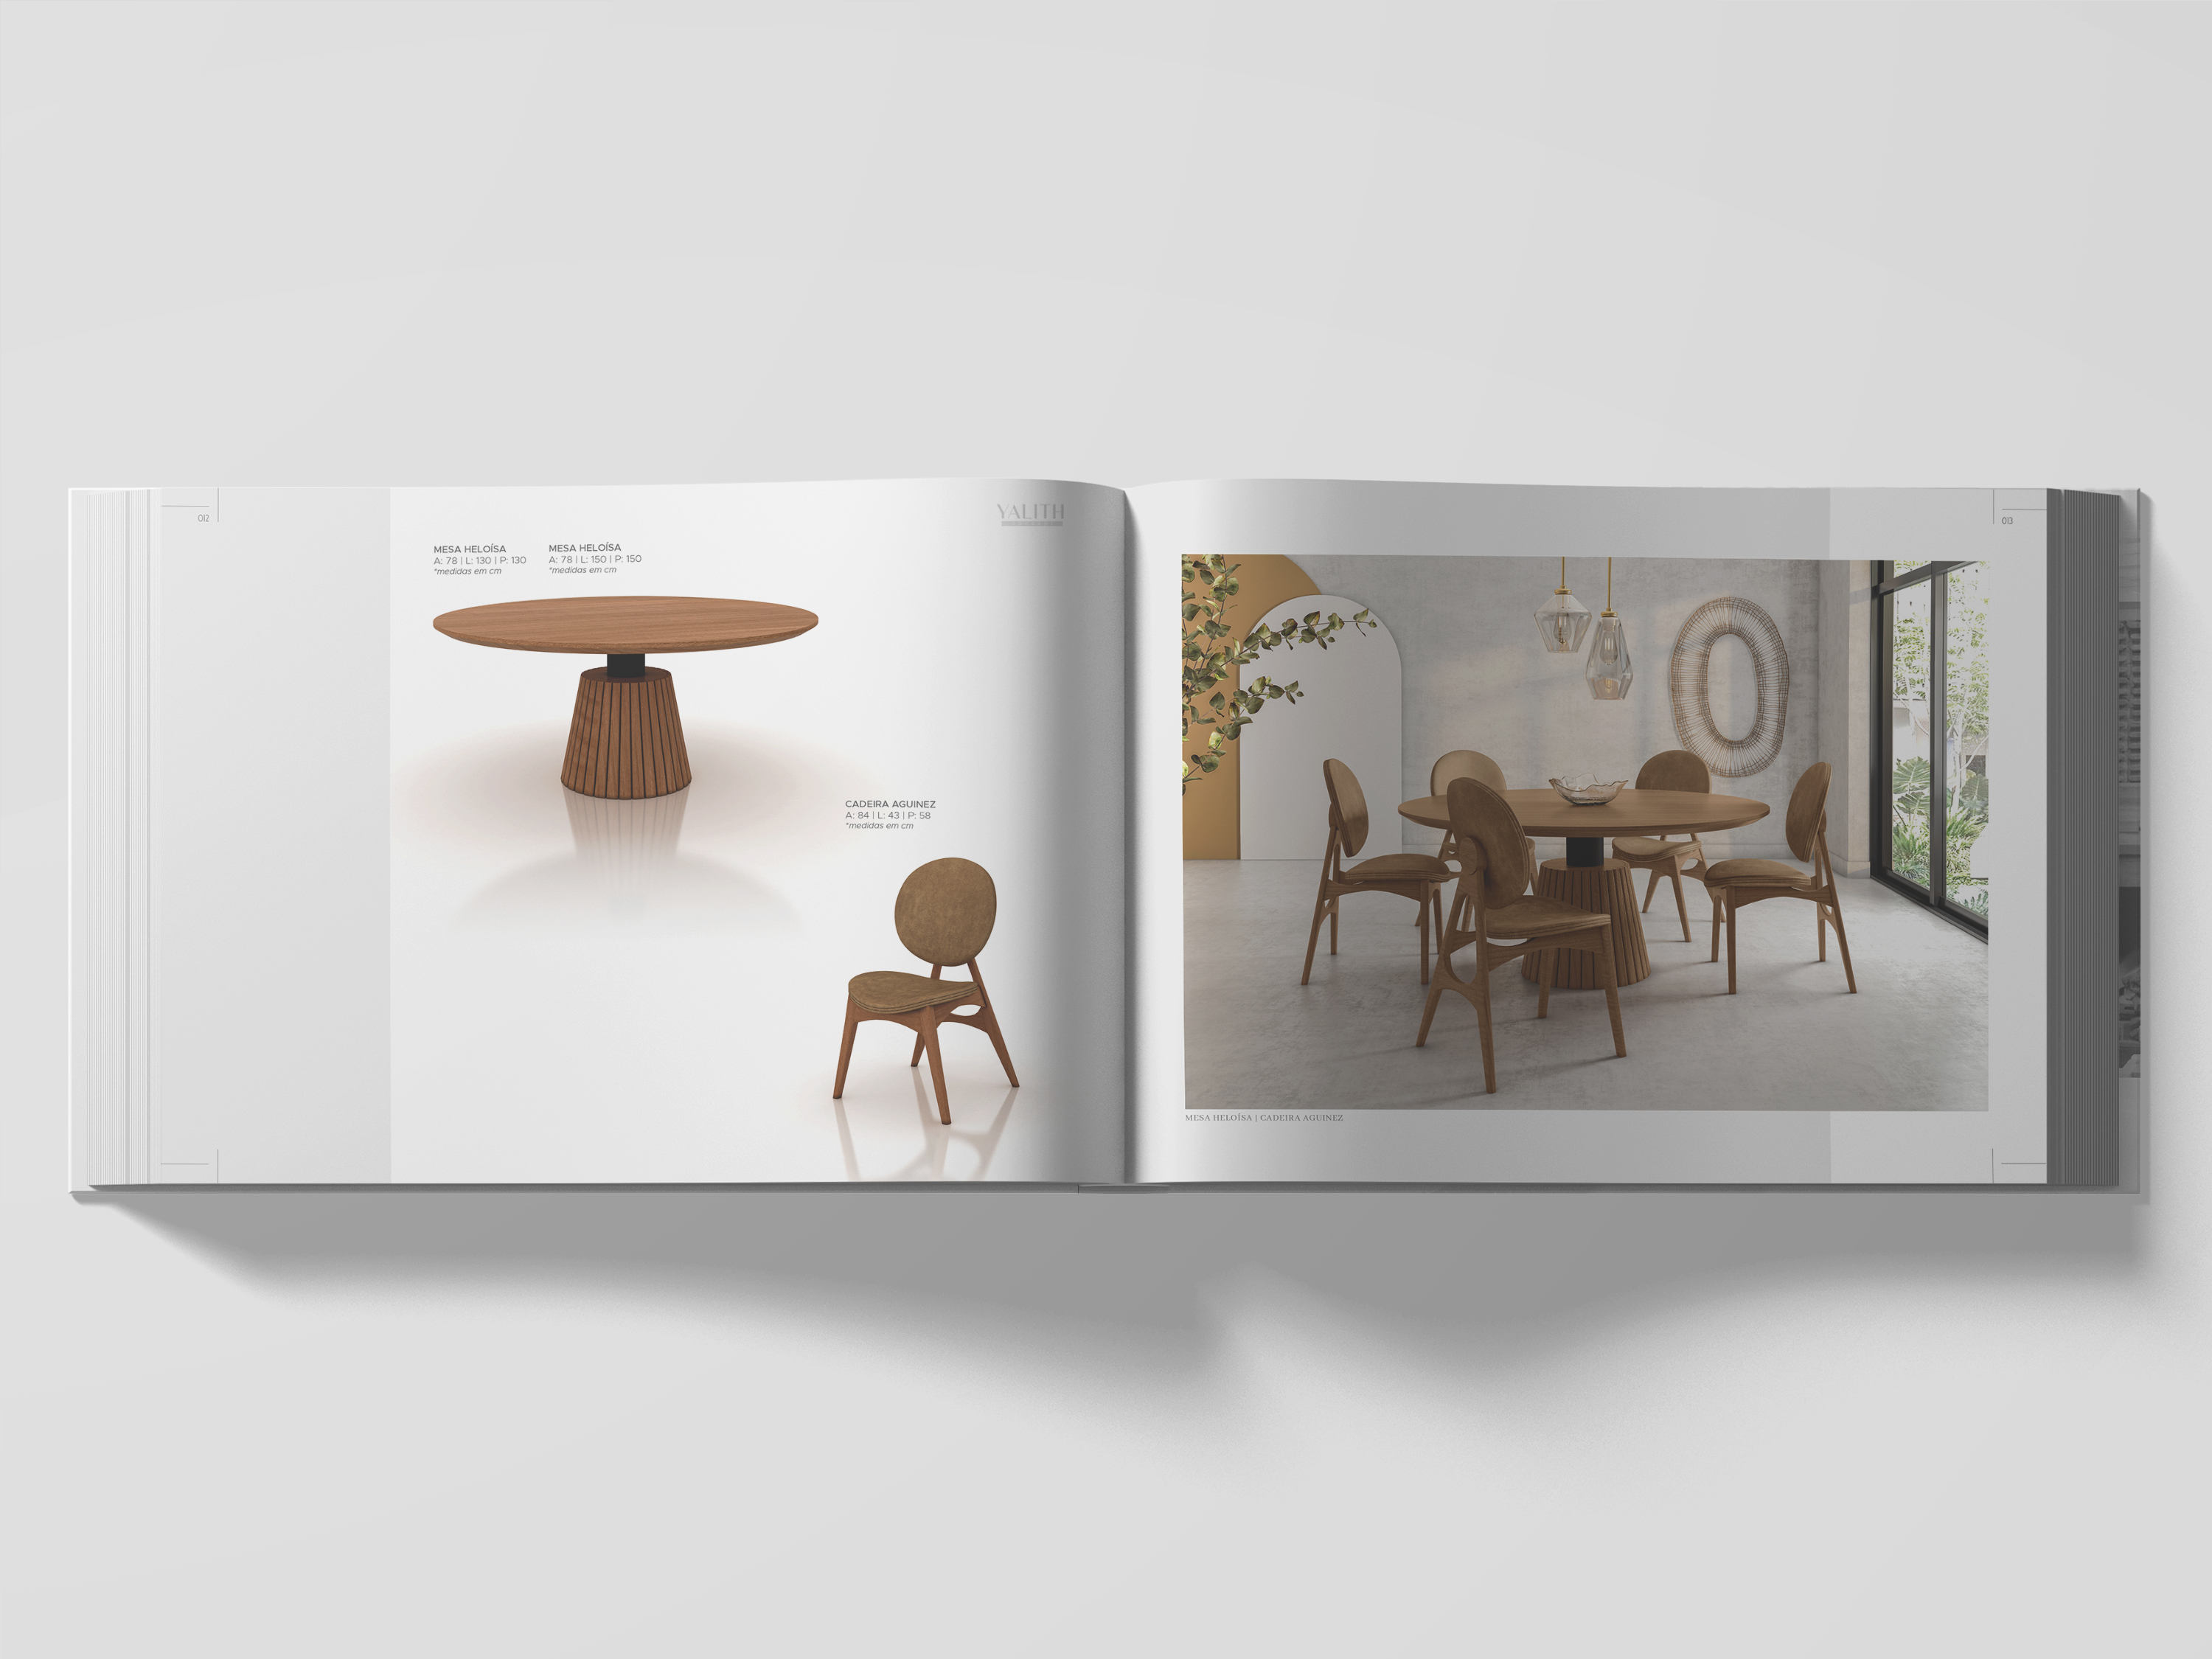 012
YALITH
MESA HELOÍSA
A: 78 | L: 130 | P: 130
*medidas em cm
MESA HELOÍSA
A: 78 | L: 150 | P: 150
*medidas em cm
CADEIRA AGUINEZ
A: 84 | L: 43 | P: 58
*medidas em cm
013
MESA HELOÍSA | CADEIRA AGUINEZ